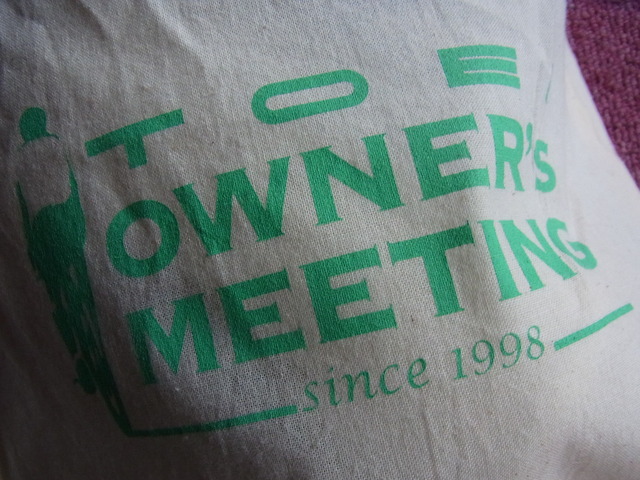 TOE
OWNER'S
MEETING
since 1998